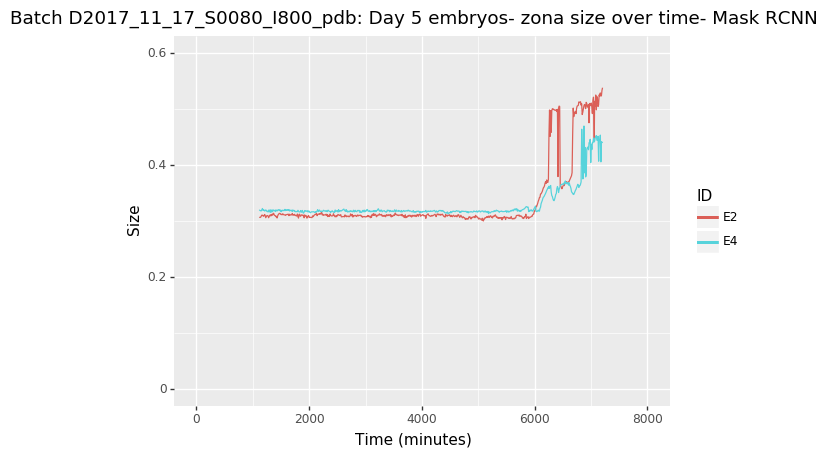 Batch D2017_11_17_S0080_I800_pdb: Day 5 embryos- zona size over time- Mask RCNN
0.6
0.4
0.2
0
Size
0
2000
4000
6000
8000
Time (minutes)
ID
E2
E4